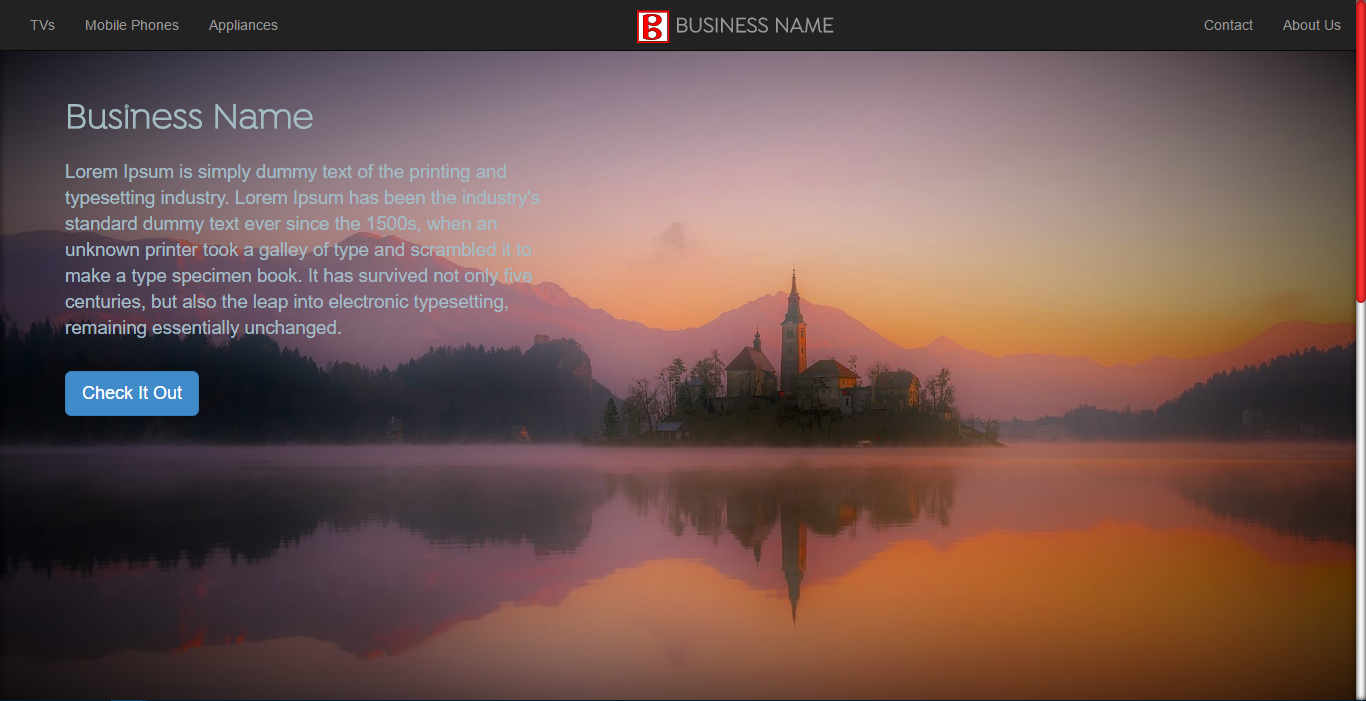 TVs Mobile Phones Appliances BUSINESS NAME Contact About Us
Business Name
Lorem Ipsum is simply dummy text of the printing and
typesetting industry. Lorem Ipsum has been the industry's
standard dummy text ever since the 1500s, when an
unknown printer took a galley of type and scrambled it to
make a type specimen book. It has survived not only five
centuries, but also the leap into electronic typesetting,
remaining essentially unchanged.
Check It Out